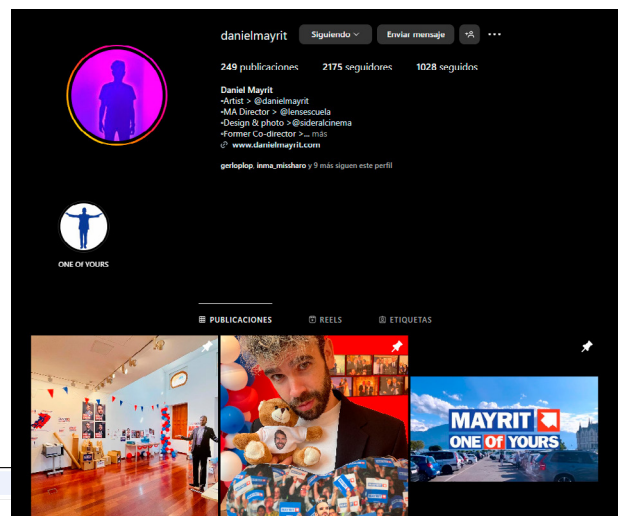 danielmayrit Siguiendo Enviar mensaje
249 publicaciones 2175 seguidores 1028 seguidos
Daniel Mayrit
•Artist > @danielmayrit
•MA Director > @lensescuela
•Design & photo >@sideralcinema
•Former Co-director >... más
www.danielmayrit.com
gerloplop, inma_missharo y 9 más siguen este perfil
ONE Of YOURS
PUBLICACIONES REELS ETIQUETAS
MAYRIT
ONE OF YOURS